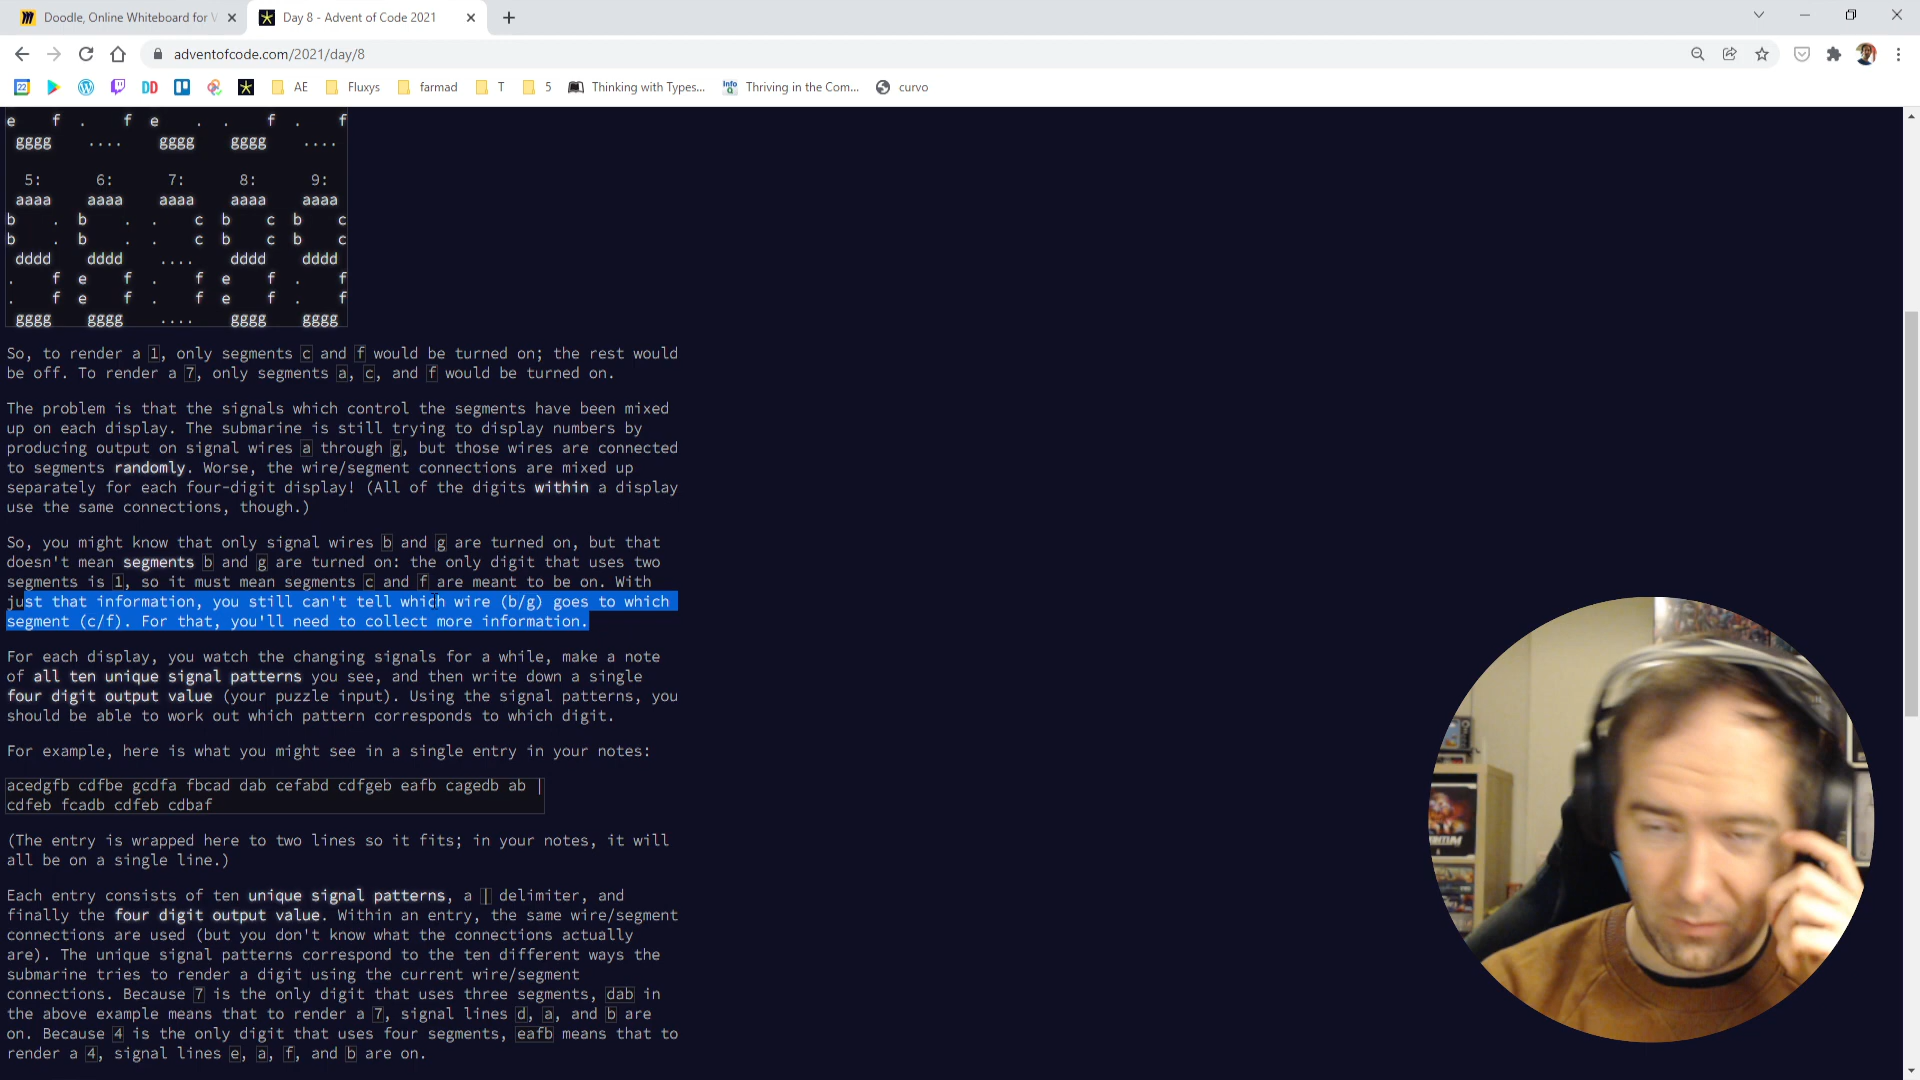 Doodle, Online Whiteboard for
Day 8 - Advent of Code 2021
adventofcode.com/2021/day/8
22
DD
AE
Fluxys
farmad
T
5
Thinking with Types...
Thriving in the Com...
curvo
e f . f e . . f . f
gggg .... gggg gggg ....
5: 6: 7: 8: 9:
aaaa aaaa aaaa aaaa aaaa
b . b . . c b c b c
b . b . . c b c b c
dddd dddd .... dddd dddd
. f e f . f e f . f
. f e f . f e f . f
gggg gggg .... gggg gggg
So, to render a 1, only segments c and f would be turned on; the rest would
be off. To render a 7, only segments a, c, and f would be turned on.
The problem is that the signals which control the segments have been mixed
up on each display. The submarine is still trying to display numbers by
producing output on signal wires a through g, but those wires are connected
to segments randomly. Worse, the wire/segment connections are mixed up
separately for each four-digit display! (All of the digits within a display
use the same connections, though.)
So, you might know that only signal wires b and g are turned on, but that
doesn't mean segments b and g are turned on: the only digit that uses two
segments is 1, so it must mean segments c and f are meant to be on. With
just that information, you still can't tell which wire (b/g) goes to which
segment (c/f). For that, you'll need to collect more information.
For each display, you watch the changing signals for a while, make a note
of all ten unique signal patterns you see, and then write down a single
four digit output value (your puzzle input). Using the signal patterns, you
should be able to work out which pattern corresponds to which digit.
For example, here is what you might see in a single entry in your notes:
acedgfb cdfbe gcdfa fbcad dab cefabd cdfgeb eafb cagedb ab |
cdfeb fcadb cdfeb cdbaf
(The entry is wrapped here to two lines so it fits; in your notes, it will
all be on a single line.)
Each entry consists of ten unique signal patterns, a | delimiter, and
finally the four digit output value. Within an entry, the same wire/segment
connections are used (but you don't know what the connections actually
are). The unique signal patterns correspond to the ten different ways the
submarine tries to render a digit using the current wire/segment
connections. Because 7 is the only digit that uses three segments, dab in
the above example means that to render a 7, signal lines d, a, and b are
on. Because 4 is the only digit that uses four segments, eafb means that to
render a 4, signal lines e, a, f, and b are on.